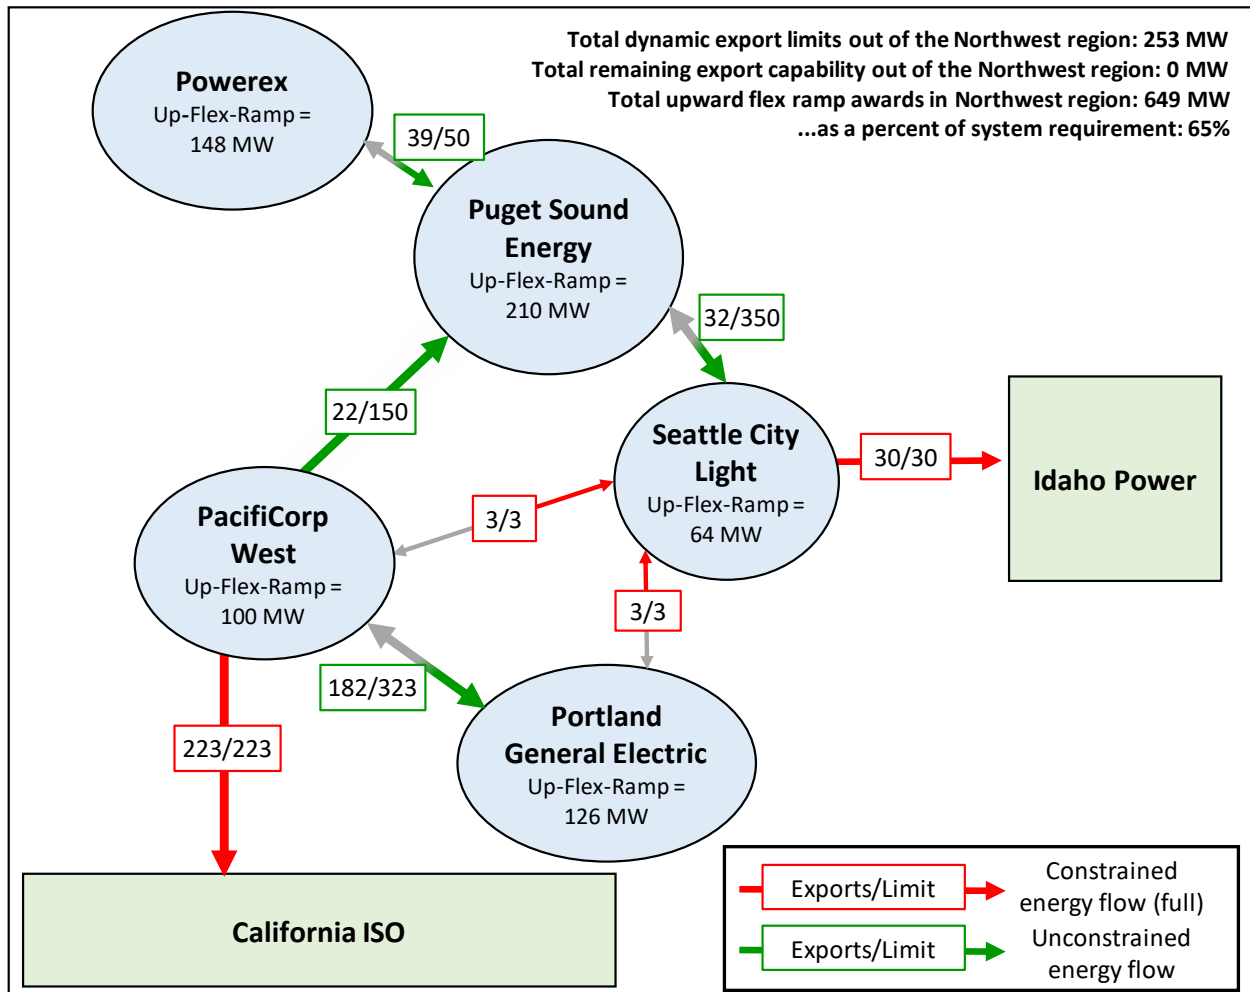 Total dynamic export limits out of the Northwest region: 253 MW
Total remaining export capability out of the Northwest region: 0 MW
Total upward flex ramp awards in Northwest region: 649 MW
...as a percent of system requirement: 65%
Powerex
Up-Flex-Ramp =
148 MW
39/50
Puget Sound
Energy
Up-Flex-Ramp =
210 MW
32/350
22/150
Seattle City
Light
Up-Flex-Ramp =
64 MW
30/30
Idaho Power
3/3
PacifiCorp
West
Up-Flex-Ramp =
100 MW
3/3
182/323
223/223
Portland
General Electric
Up-Flex-Ramp =
126 MW
California ISO
Exports/Limit
Constrained
energy flow (full)
Exports/Limit
Unconstrained
energy flow